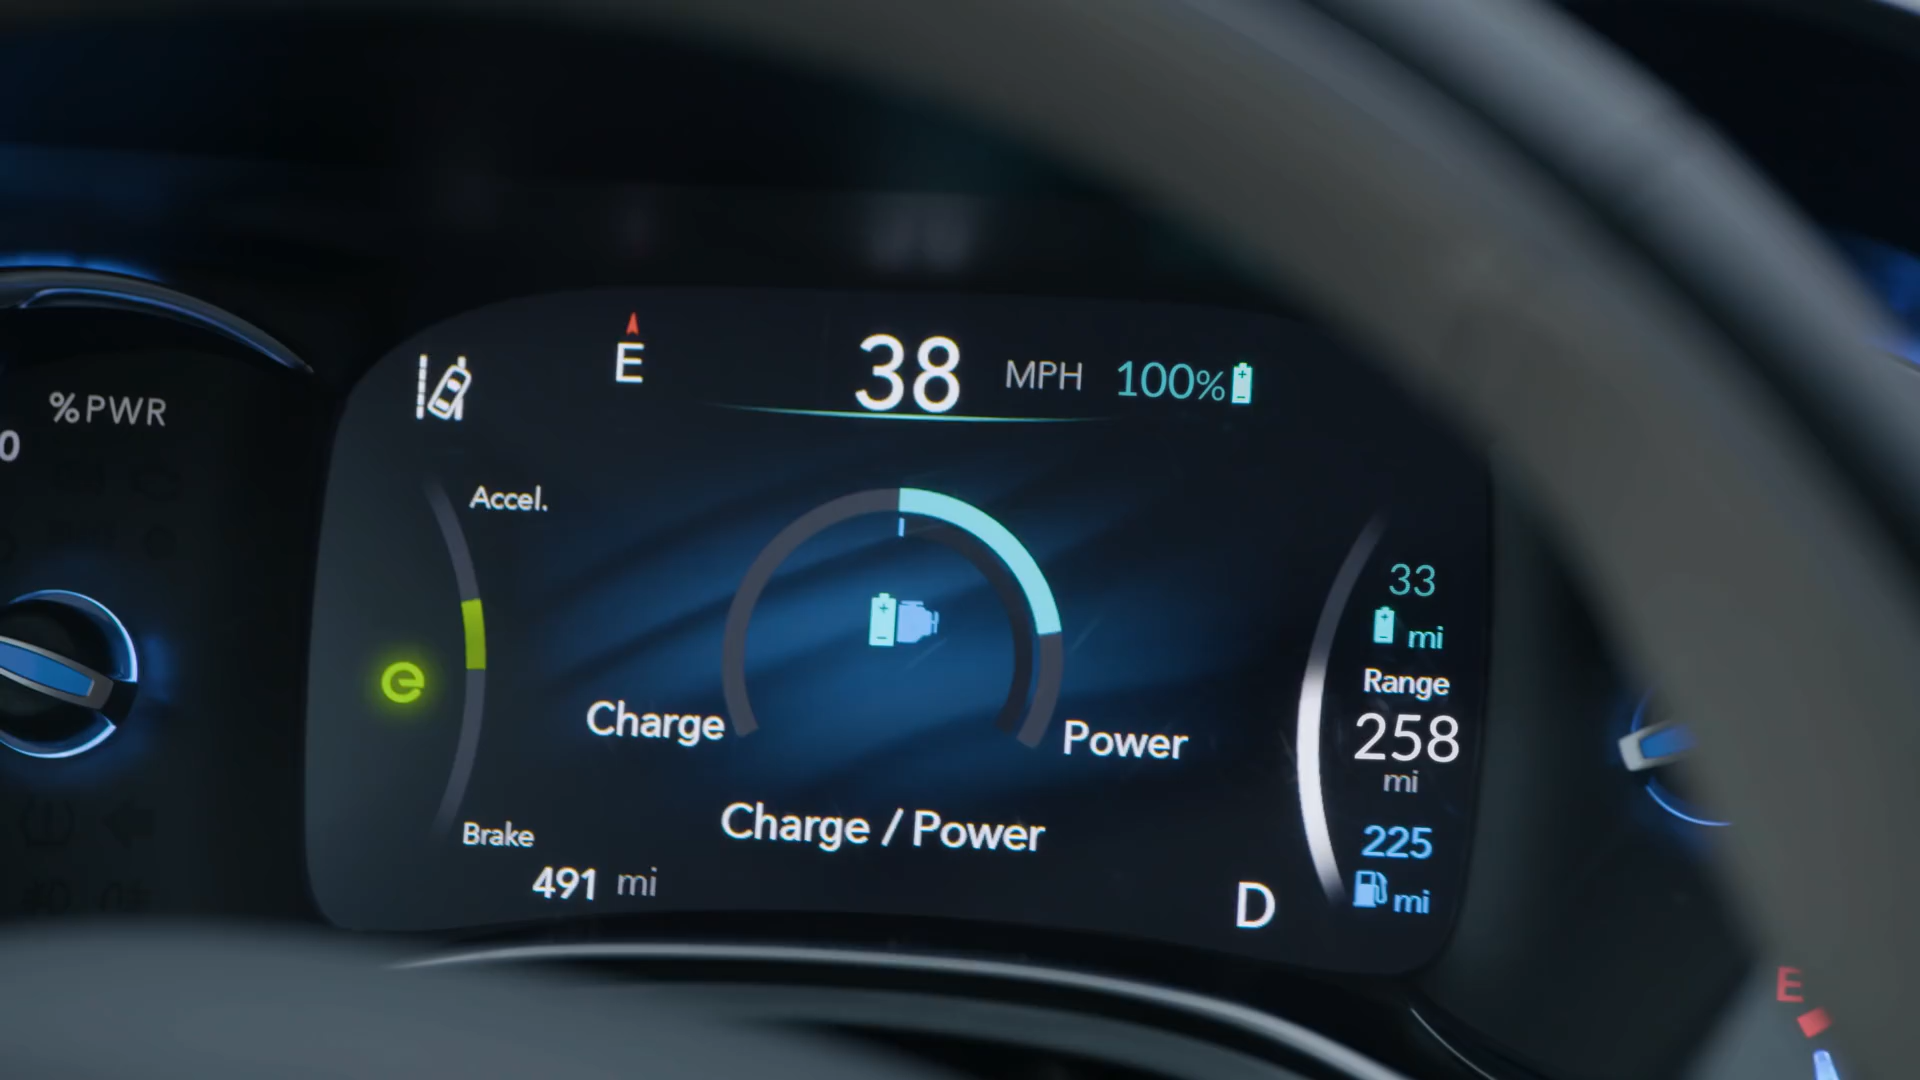 %PWR
0
E
38 MPH 100%
Accel.
Charge
Power
Charge / Power
Brake
491 mi
D
33
mi
Range
258
mi
225
mi
E